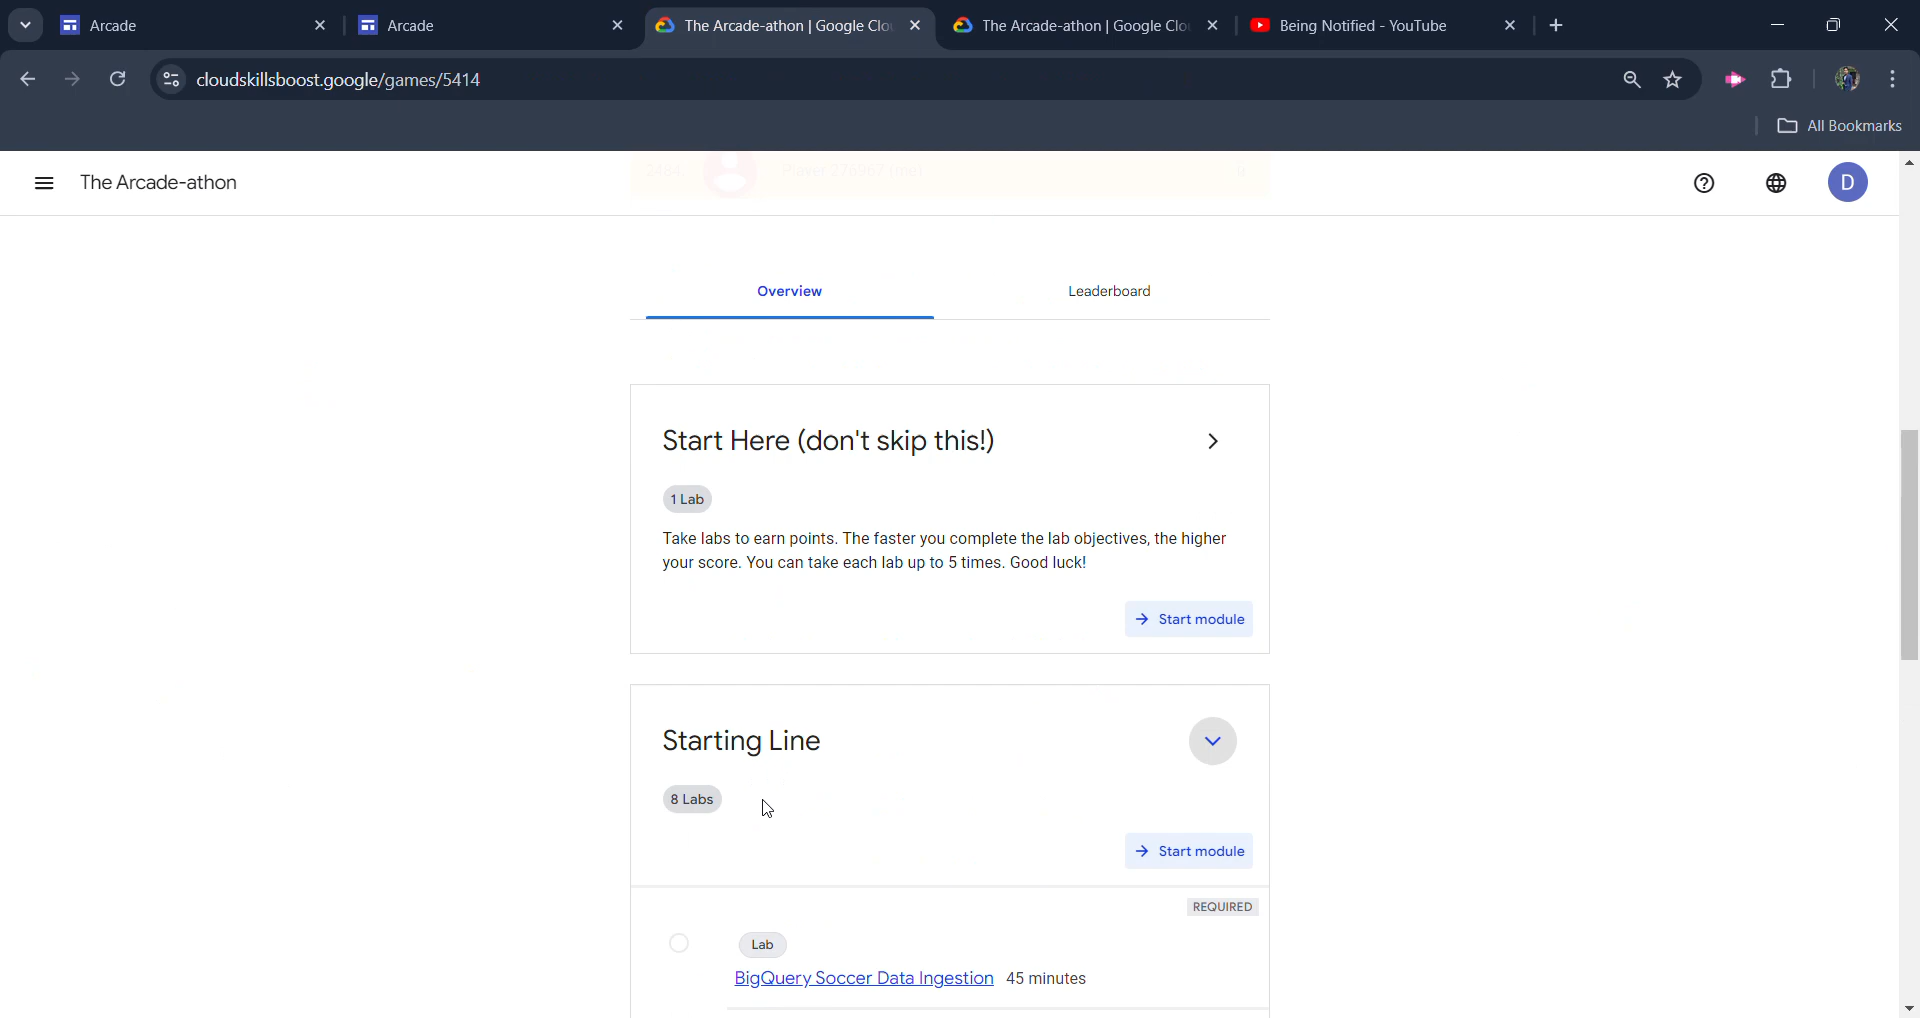 Arcade
Arcade
The Arcade-athon | Google Clo
The Arcade-athon | Google Clo
Being Notified - YouTube
cloudskillsboost.google/games/5414
All Bookmarks
The Arcade-athon
D
Overview
Leaderboard
Start Here (don't skip this!)
1 Lab
Take labs to earn points. The faster you complete the lab objectives, the higher
your score. You can take each lab up to 5 times. Good luck!
Start module
Starting Line
8 Labs
Start module
REQUIRED
Lab
BigQuery Soccer Data Ingestion 45 minutes